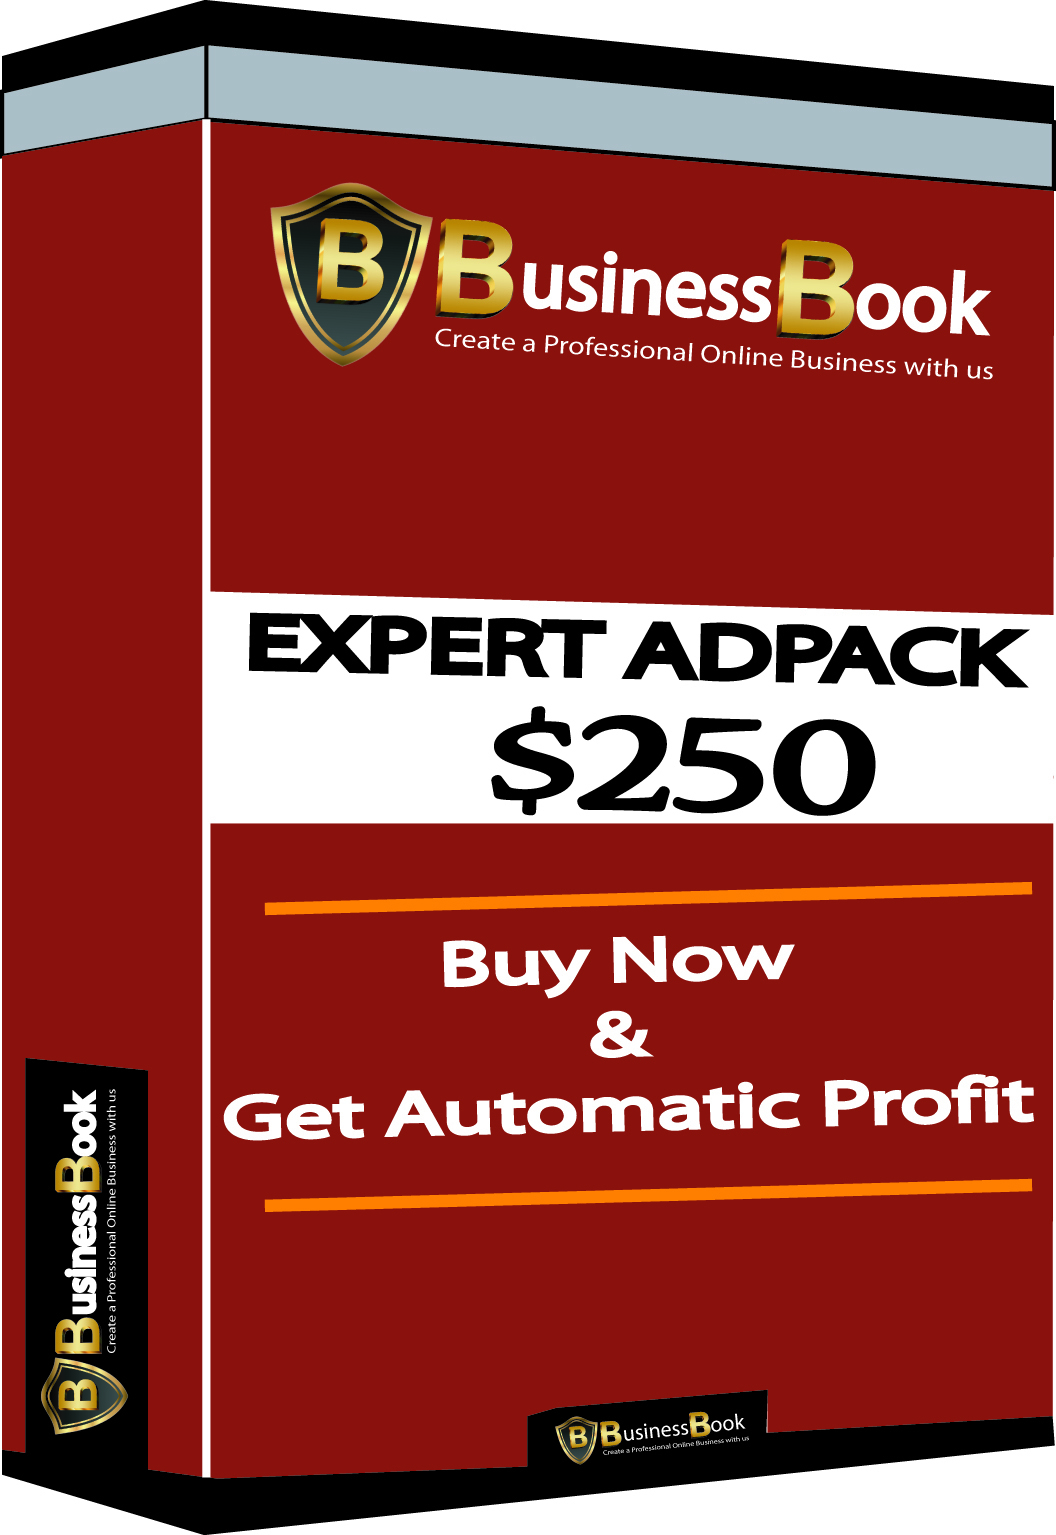 B BusinessBook
Create a Professional Online Business with us
EXPERT ADPACK
$250
Buy Now
&
Get Automatic Profit
B BusinessBook
Create a Professional Online Business with us
B BusinessBook
Create a Professional Online Business with us